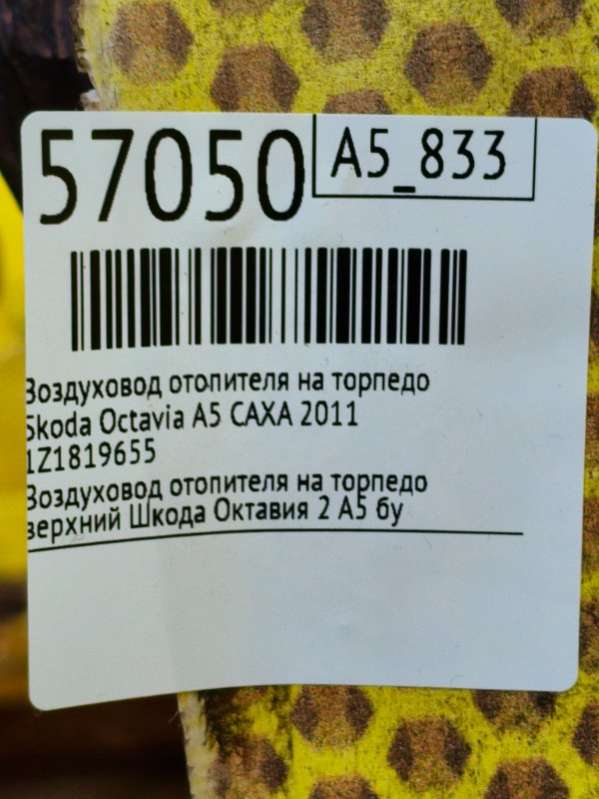 57050
A5_833
Воздуховод отопителя на торпедо
Skoda Octavia A5 CAXA 2011
1Z1819655
Воздуховод отопителя на торпедо
верхний Шкода Октавия 2 А5 бу